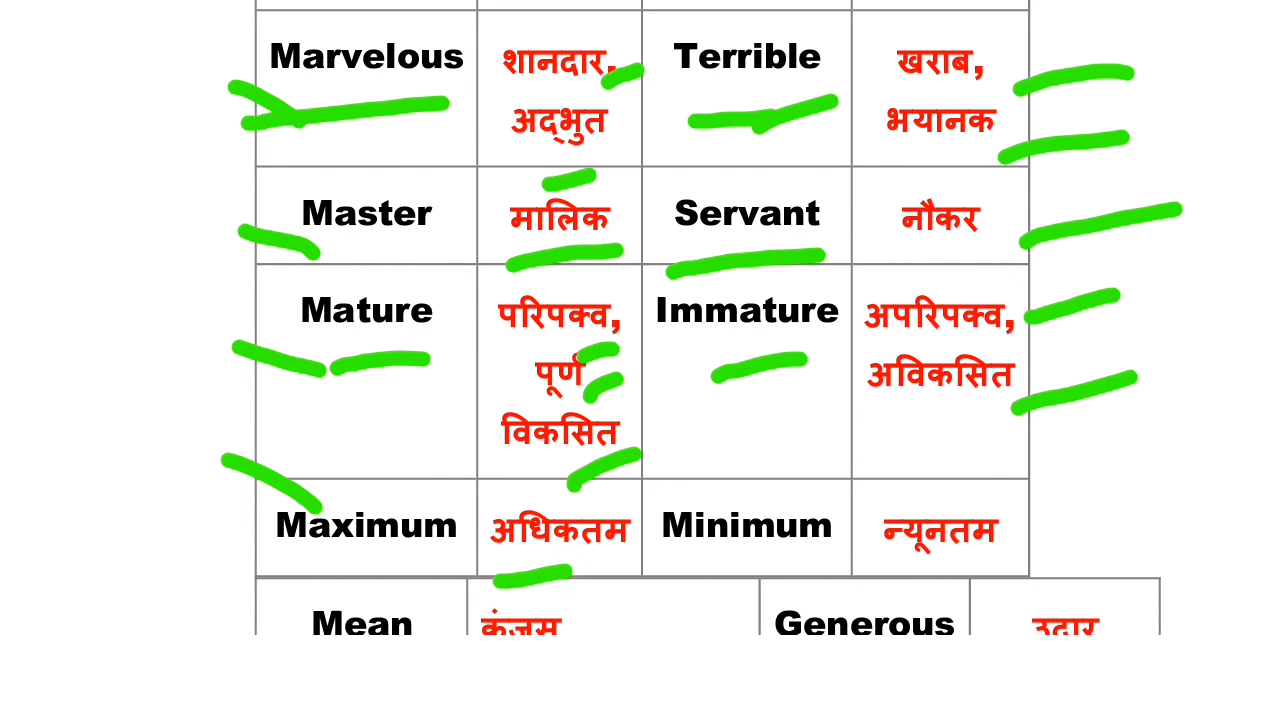 Marvelous शानदार, Terrible खराब,
अद्भुत भयानक
Master मालिक Servant नौकर
Mature परिपक्व, Immature अपरिपक्व,
पूर्ण अविकसित
विकसित
Maximum अधिकतम Minimum न्यूनतम
Mean कंजूस Generous उदार